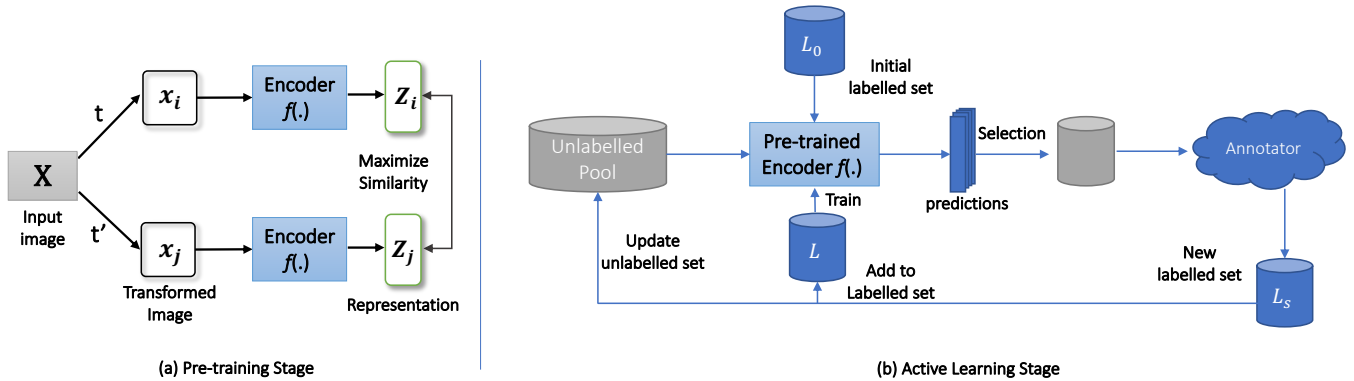 X
Input
image
t
t'
x_i
x_j
Transformed
Image
Encoder
f(.)
Encoder
f(.)
Z_i
Z_j
Maximize
Similarity
Representation
(a) Pre-training Stage
L_0
Initial
labelled set
Unlabelled
Pool
Pre-trained
Encoder f(.)
Train
L
predictions
Selection
Annotator
New
labelled set
L_S
Update
unlabelled set
Add to
Labelled set
(b) Active Learning Stage